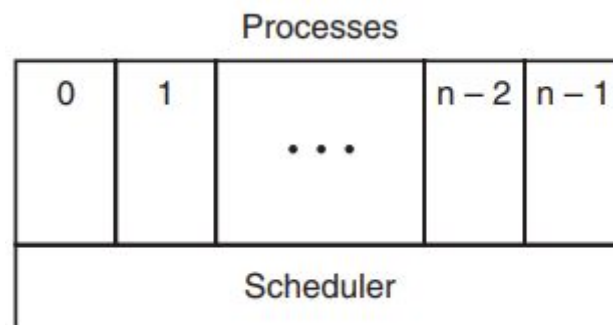 Processes
0 1 • • • n – 2 n – 1
Scheduler